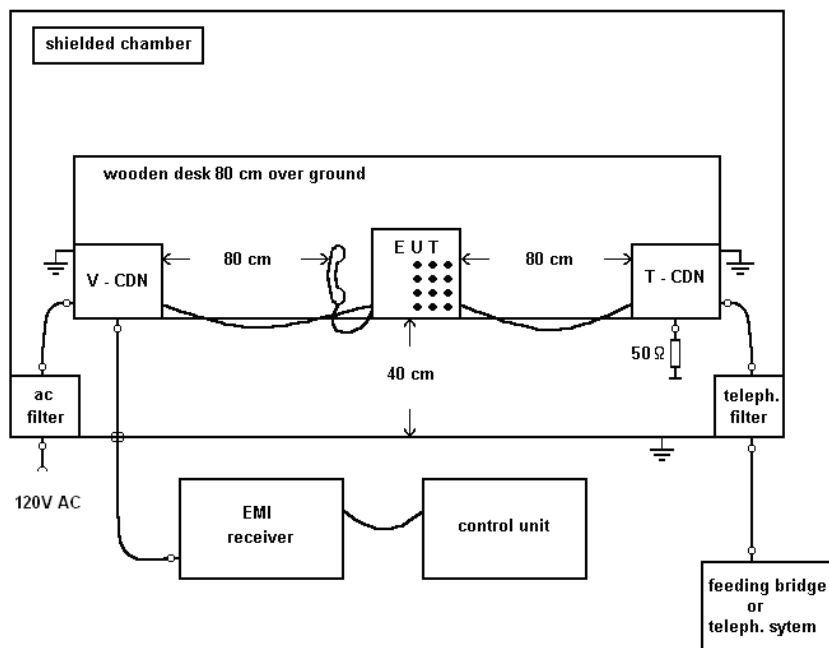 shielded chamber
wooden desk 80 cm over ground
E U T
80 cm
80 cm
V - CDN
T - CDN
50 Ω
40 cm
ac
filter
teleph.
filter
120V AC
EMI
receiver
control unit
feeding bridge
or
teleph. sytem